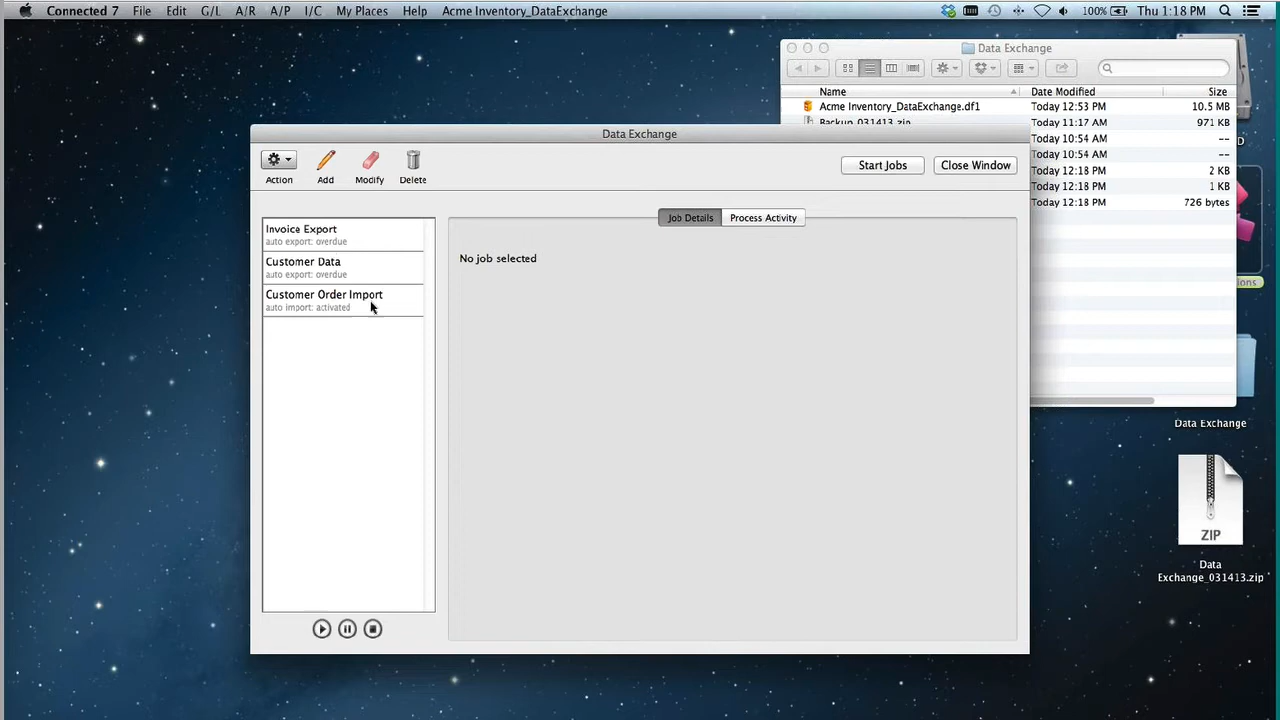 Connected 7 File Edit G/L A/R A/P I/C My Places Help Acme Inventory_DataExchange 100% Thu 1:18 PM
Data Exchange
Name Date Modified Size
Acme Inventory_DataExchange.df1 Today 12:53 PM 10.5 MB
Backup_031413.zip Today 11:17 AM 971 KB
Today 10:54 AM --
Today 10:54 AM --
Today 12:18 PM 2 KB
Today 12:18 PM 1 KB
Today 12:18 PM 726 bytes
Data Exchange
Action Add Modify Delete
Start Jobs Close Window
Invoice Export
auto export: overdue
Customer Data
auto export: overdue
Customer Order Import
auto import: activated
Job Details Process Activity
No job selected
D
ions
Data Exchange
ZIP
Data
Exchange_031413.zip